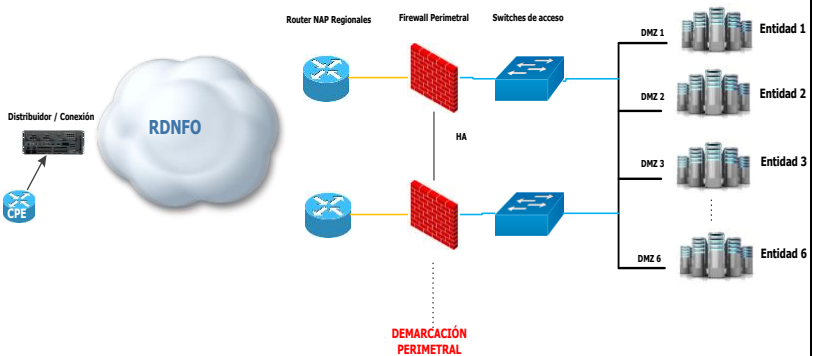 Router NAP Regionales
Firewall Perimetral
Switches de acceso
DMZ 1
Entidad 1
DMZ 2
Entidad 2
Distribuidor / Conexión
RDNFO
HA
DMZ 3
Entidad 3
CPE
DMZ 6
Entidad 6
DEMARCACIÓN
PERIMETRAL